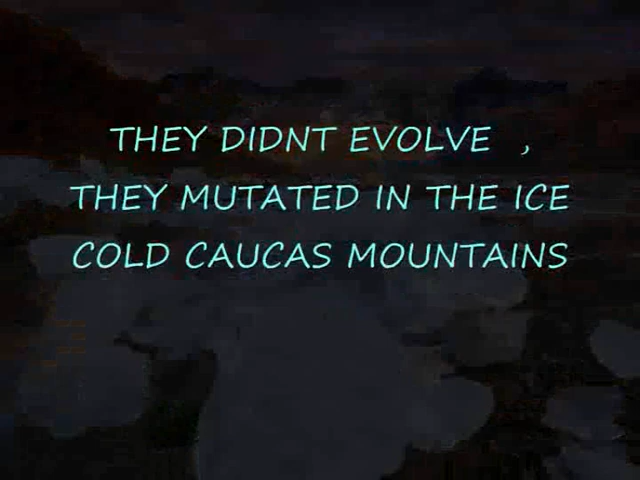 THEY DIDNT EVOLVE ,
THEY MUTATED IN THE ICE
COLD CAUCAS MOUNTAINS